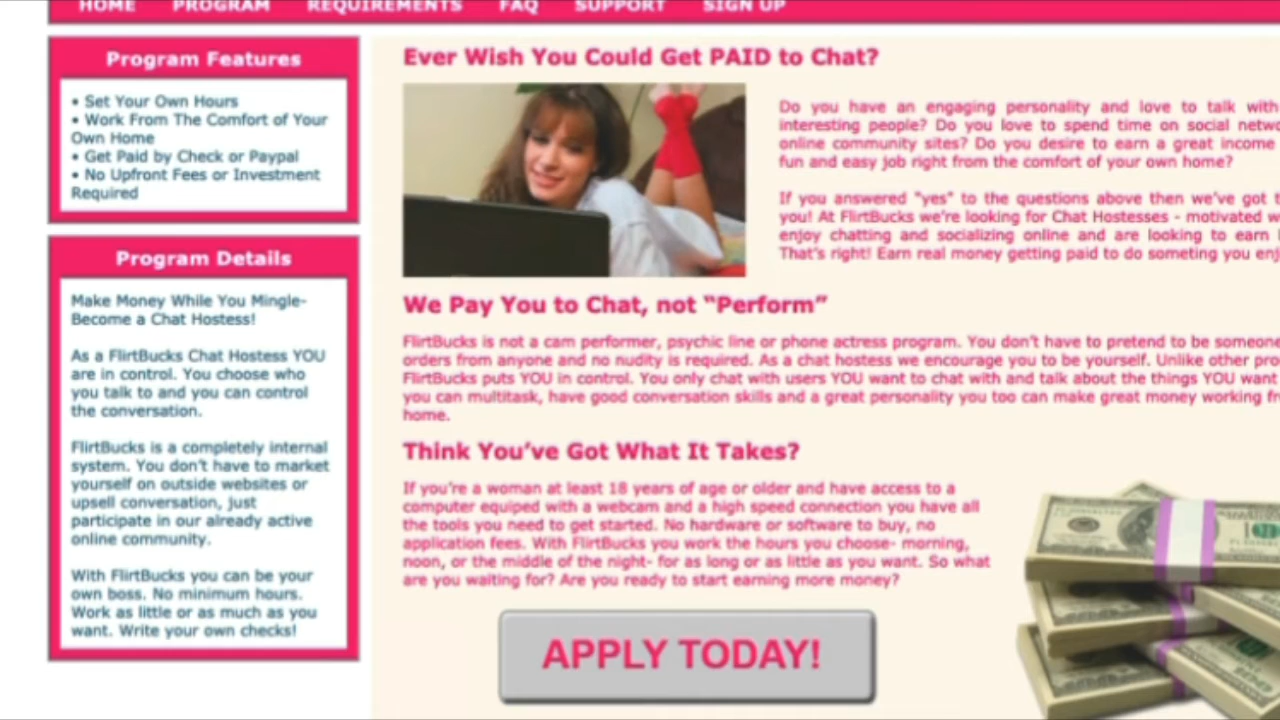 HOME PROGRAM REQUIREMENTS FAQ SUPPORT SIGN UP
Program Features
• Set Your Own Hours
• Work From The Comfort of Your
Own Home
• Get Paid by Check or Paypal
• No Upfront Fees or Investment
Required
Program Details
Make Money While You Mingle-
Become a Chat Hostess!
As a FlirtBucks Chat Hostess YOU
are in control. You choose who
you talk to and you can control
the conversation.
FlirtBucks is a completely internal
system. You don't have to market
yourself on outside websites or
upsell conversation, just
participate in our already active
online community.
With FlirtBucks you can be your
own boss. No minimum hours.
Work as little or as much as you
want. Write your own checks!
Ever Wish You Could Get PAID to Chat?
Do you have an engaging personality and love to talk with
interesting people? Do you love to spend time on social netwo
online community sites? Do you desire to earn a great income
fun and easy job right from the comfort of your own home?
If you answered "yes" to the questions above then we've got t
you! At FlirtBucks we're looking for Chat Hostesses - motivated w
enjoy chatting and socializing online and are looking to earn
That's right! Earn real money getting paid to do someting you enj
We Pay You to Chat, not “Perform”
FlirtBucks is not a cam performer, psychic line or phone actress program. You don't have to pretend to be someone
orders from anyone and no nudity is required. As a chat hostess we encourage you to be yourself. Unlike other pro
FlirtBucks puts YOU in control. You only chat with users YOU want to chat with and talk about the things YOU want
you can multitask, have good conversation skills and a great personality you too can make great money working fr
home.
Think You’ve Got What It Takes?
If you're a woman at least 18 years of age or older and have access to a
computer equiped with a webcam and a high speed connection you have all
the tools you need to get started. No hardware or software to buy, no
application fees. With FlirtBucks you work the hours you choose- morning,
noon, or the middle of the night- for as long or as little as you want. So what
are you waiting for? Are you ready to start earning more money?
APPLY TODAY!